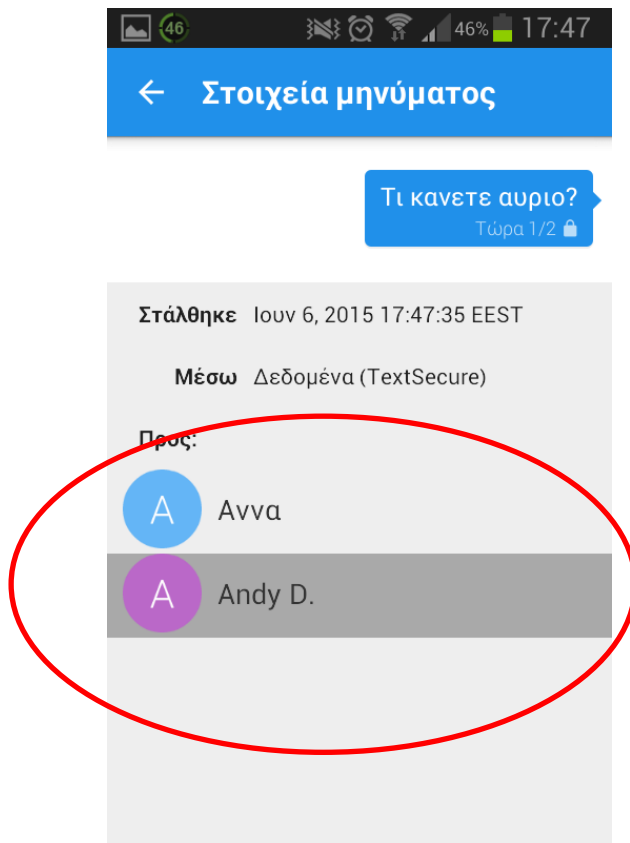 46 46% 17:47
Στοιχεία μηνύματος
Τι κανετε αυριο?
Τώρα 1/2
Στάλθηκε Ιουν 6, 2015 17:47:35 EEST
Μέσω Δεδομένα (TextSecure)
Προς:
A Αννα
A Andy D.